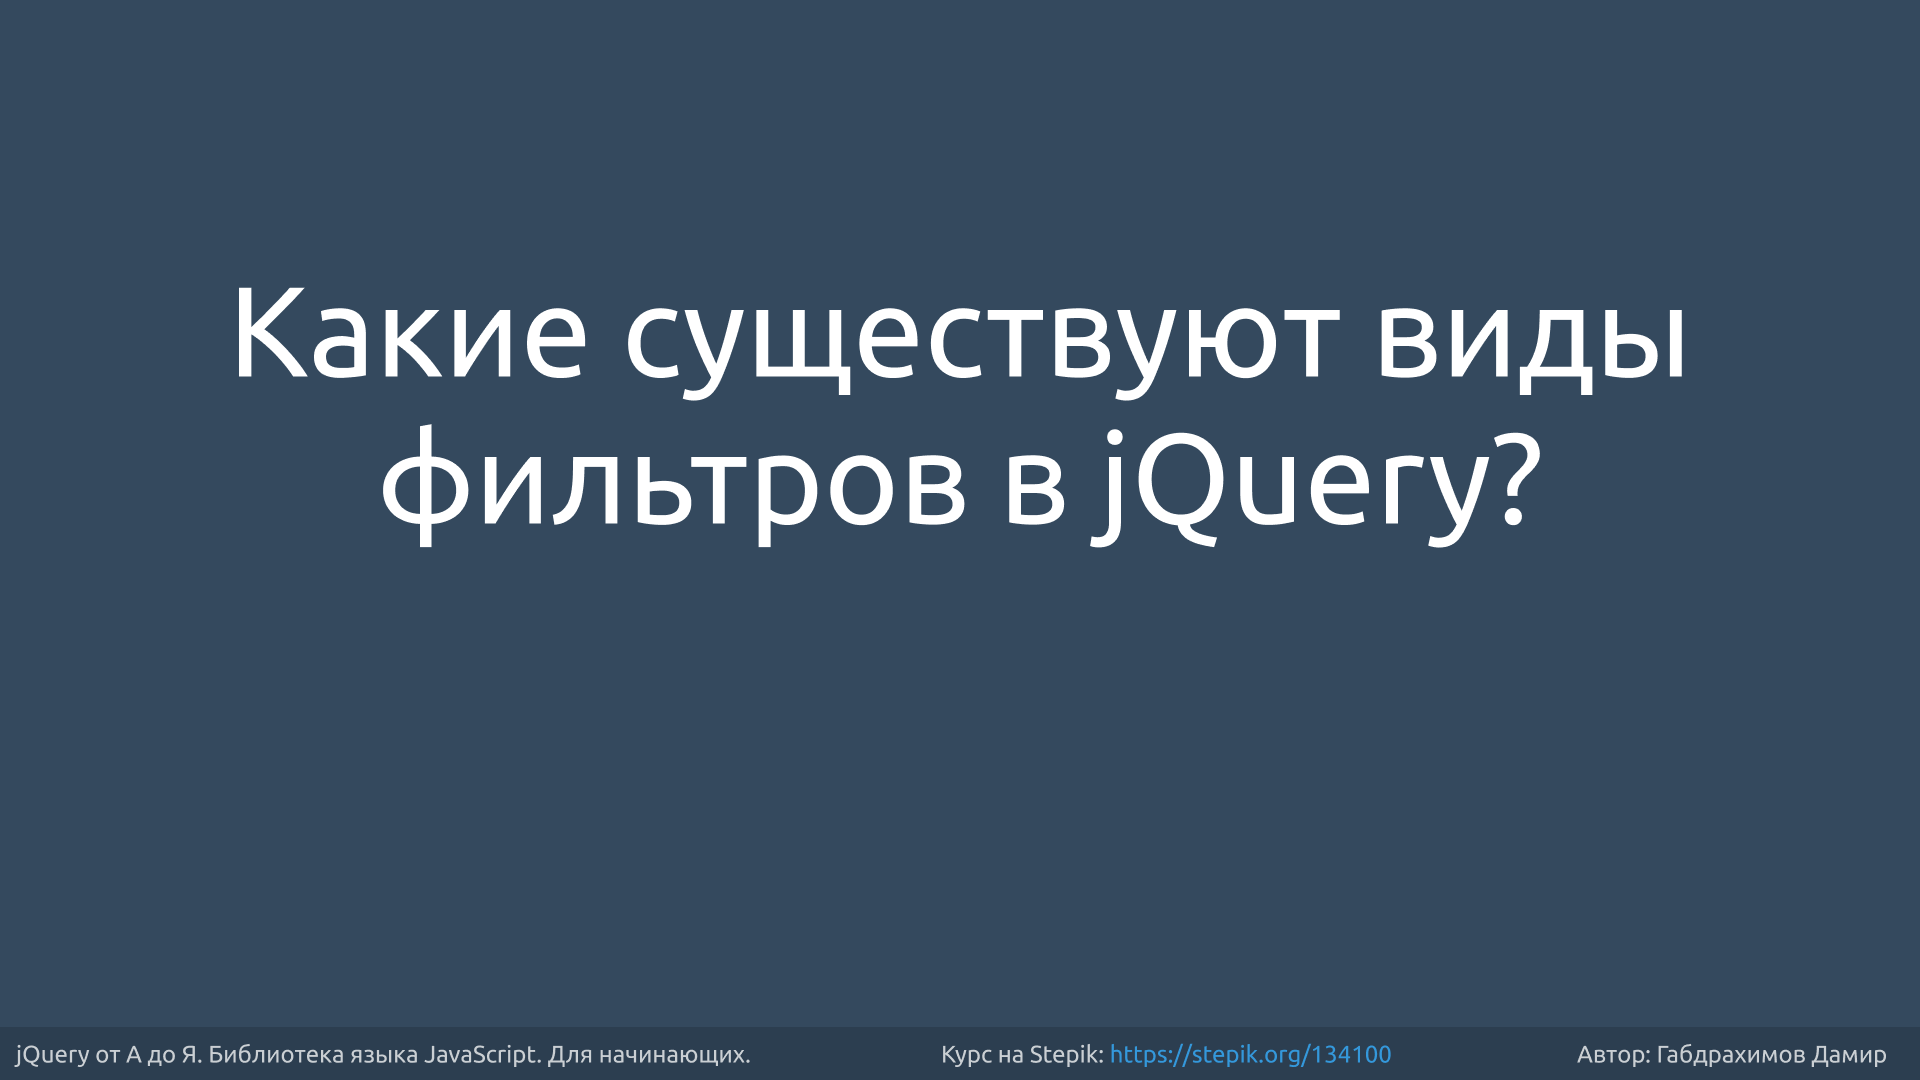 Какие существуют виды
фильтров в jQuery?
jQuery от А до Я. Библиотека языка JavaScript. Для начинающих.
Курс на Stepik: https://stepik.org/134100
Автор: Габдрахимов Дамир